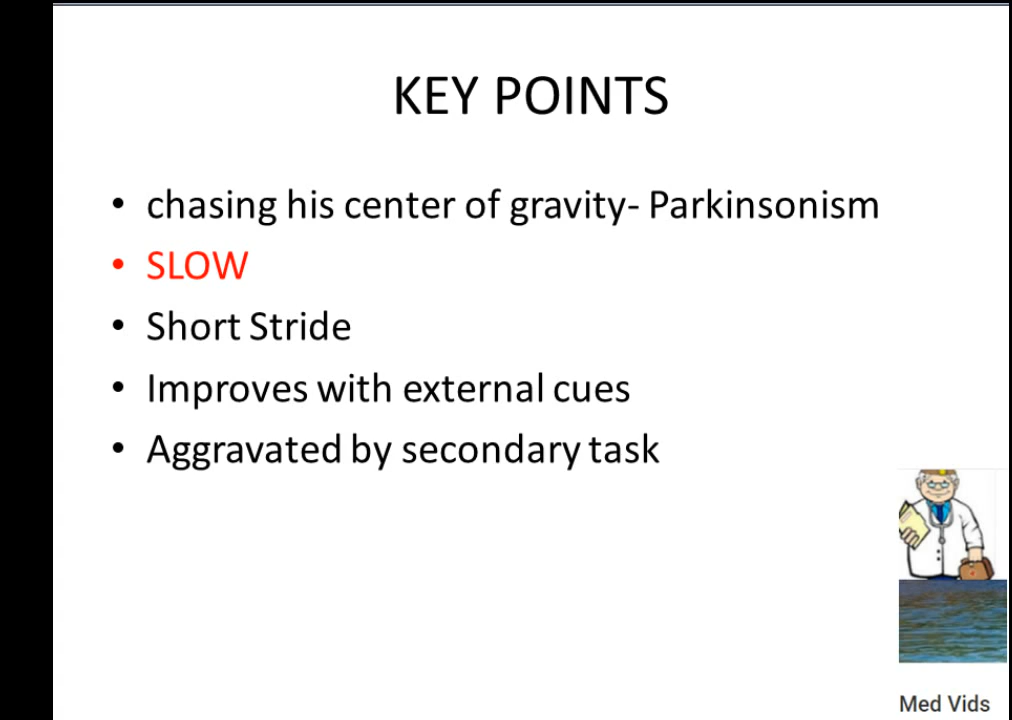 KEY POINTS
• chasing his center of gravity- Parkinsonism
• SLOW
• Short Stride
• Improves with external cues
• Aggravated by secondary task
Med Vids